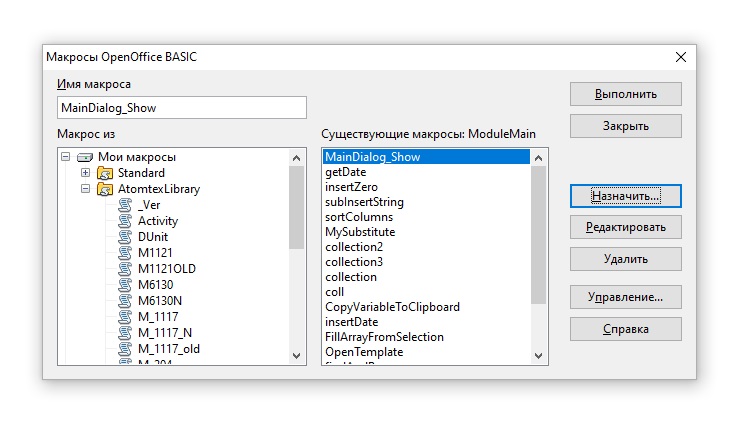 Макросы OpenOffice BASIC
Имя макроса
MainDialog_Show
Макрос из
Мои макросы
Standard
AtomtexLibrary
_Ver
Activity
DUnit
M1121
M1121OLD
M6130
M6130N
M_1117
M_1117_N
M_1117_old
Существующие макросы: ModuleMain
MainDialog_Show
getDate
insertZero
subInsertString
sortColumns
MySubstitute
collection2
collection3
collection
coll
CopyVariableToClipboard
insertDate
FillArrayFromSelection
OpenTemplate
Выполнить
Закрыть
Назначить...
Редактировать
Удалить
Управление...
Справка